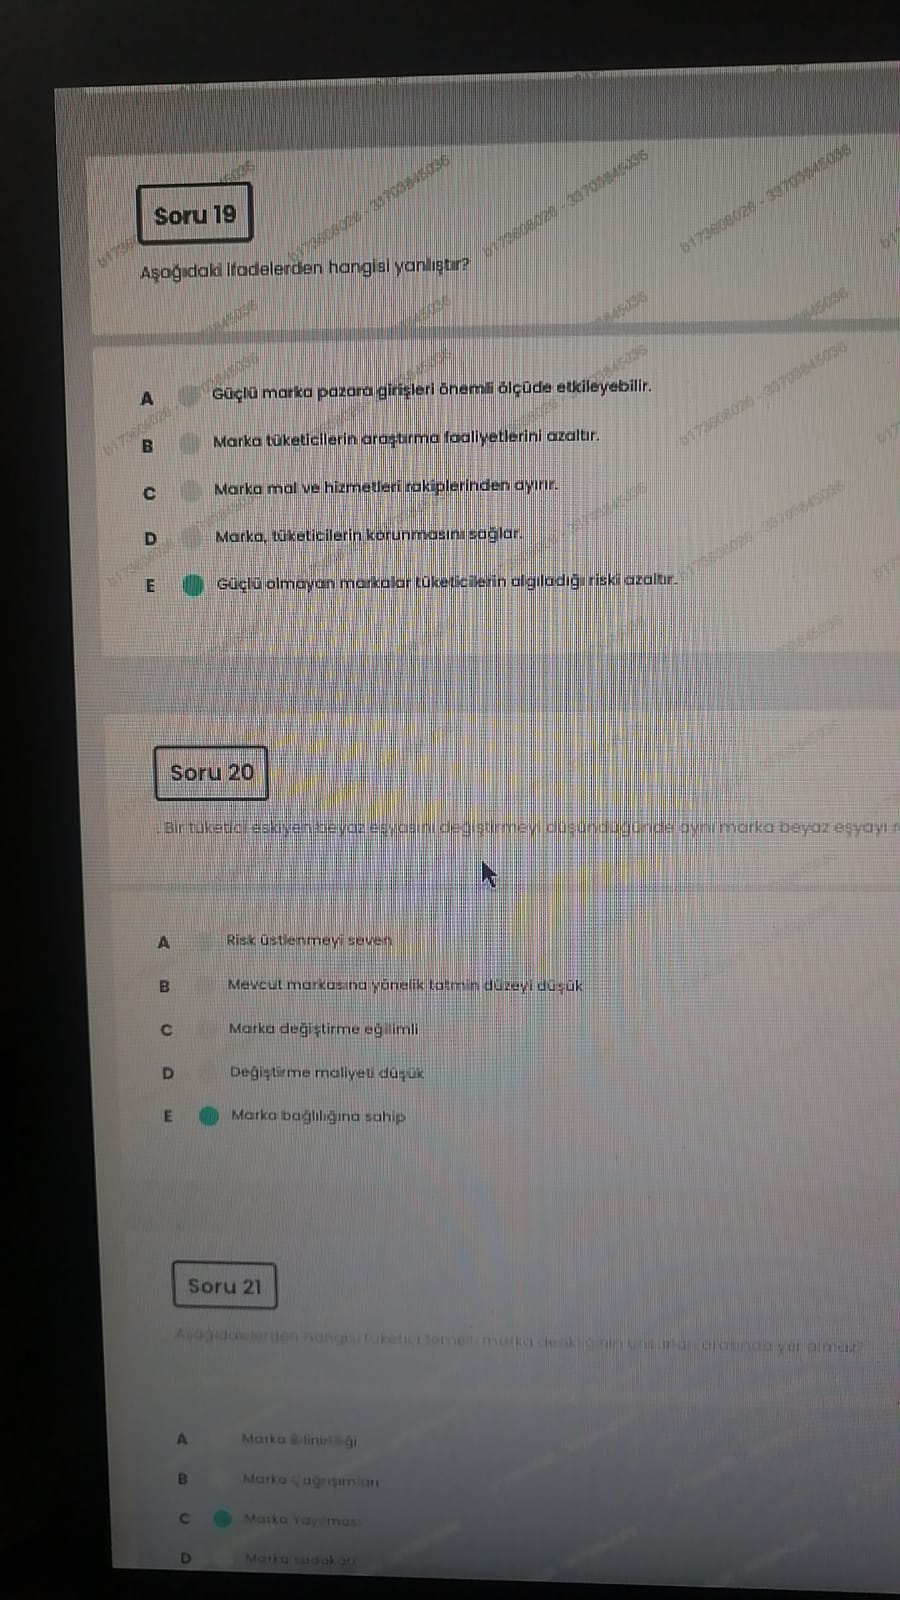 Soru 19
Aşağıdaki ifadelerden hangisi yanlıştır?
A Güçlü marka pazara girişleri önemli ölçüde etkileyebilir.
B Marka tüketicilerin araştırma faaliyetlerini azaltır.
C Marka mal ve hizmetleri rakiplerinden ayırır.
D Marka, tüketicilerin korunmasını sağlar.
E Güçlü olmayan markalar tüketicilerin algıladığı riski azaltır.
Soru 20
. Bir tüketici eskiyen beyaz eşyasını değiştirmeyi düşündüğünde aynı marka beyaz eşyayı
A Risk üstlenmeyi seven
B Mevcut markasına yönelik tatmin düzeyi düşük
C Marka değiştirme eğilimli
D Değiştirme maliyeti düşük
E Marka bağlılığına sahip
Soru 21
Aşağıdakilerden hangisi tüketici temelli marka denkliğinin unsurları arasında yer almaz?
A Marka Bilinirliği
B Marka Çağrışımları
C Marka Yayılması
D Marka sadakati